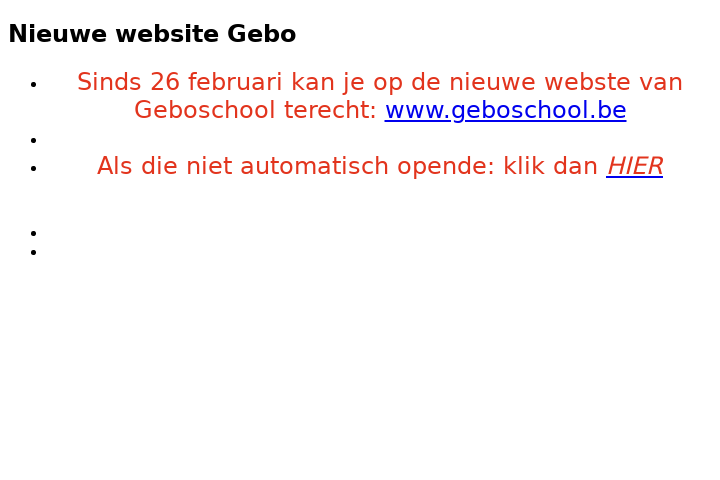 Nieuwe website Gebo
Sinds 26 februari kan je op de nieuwe webste van
Geboschool terecht: www.geboschool.be
Als die niet automatisch opende: klik dan HIER